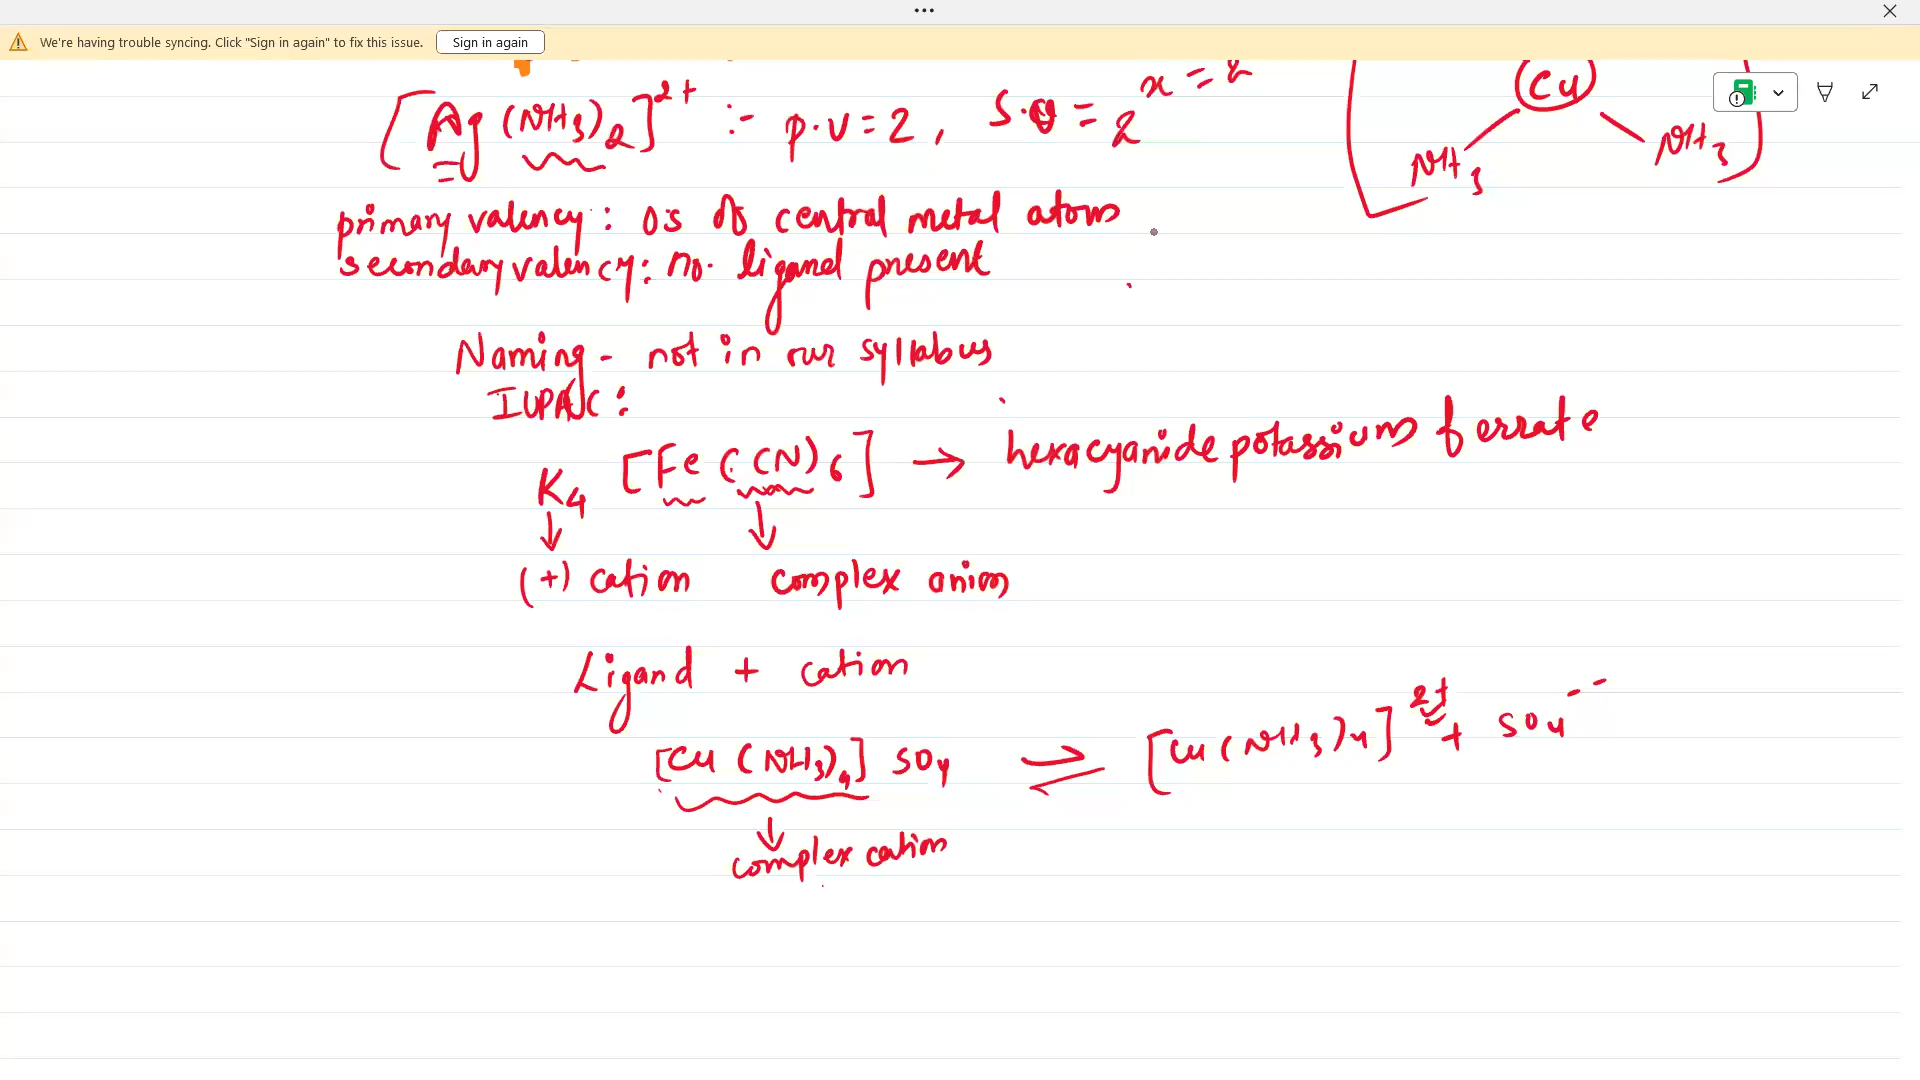 We're having trouble syncing. Click "Sign in again" to fix this issue. Sign in again
x = 2
[Ag(NH3)2]2+ :- p.v = 2, S.v = 2
Cu
NH3 NH3
primary valency: OS of central metal atom
secondary valency: no. ligand present
Naming - not in our syllabus
IUPAC:
K4 [Fe(CN)6] → hexacyanide potassium ferrate
↓ ↓
(+) cation complex anion
Ligand + cation
[Cu(NH3)4] SO4 ⇌ [Cu(NH3)4]2+ + SO4--
↓
complex cation